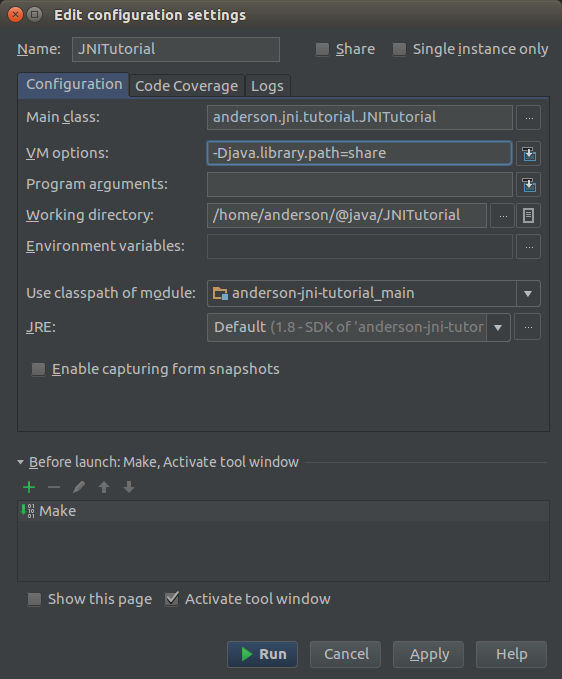 Edit configuration settings
Name: JNITutorial Share Single instance only
Configuration Code Coverage Logs
Main class: anderson.jni.tutorial.JNITutorial ...
VM options: -Djava.library.path=share
Program arguments:
Working directory: /home/anderson/@java/JNITutorial ...
Environment variables: ...
Use classpath of module: anderson-jni-tutorial_main
JRE: Default (1.8 - SDK of 'anderson-jni-tutor ...
Enable capturing form snapshots
Before launch: Make, Activate tool window
Make
Show this page Activate tool window
Run Cancel Apply Help